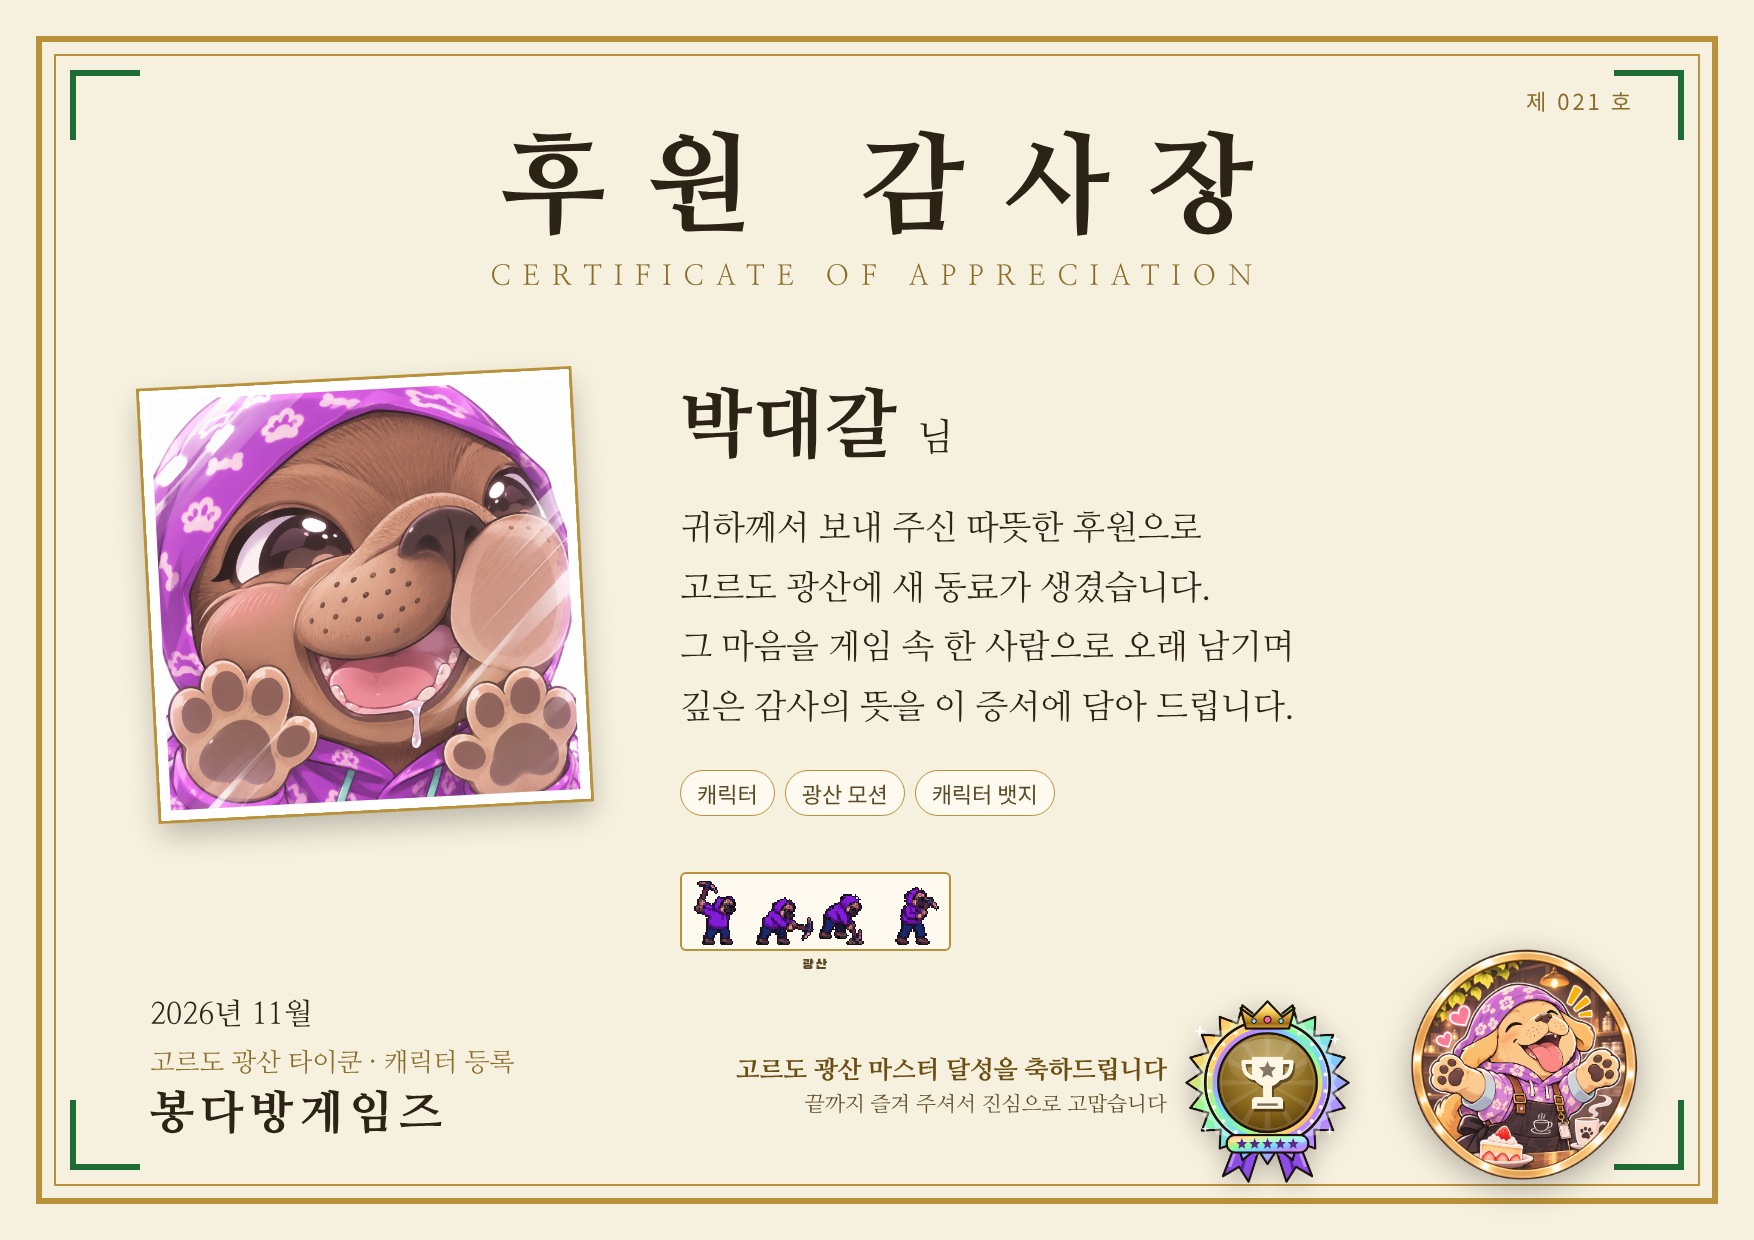 제 021 호
후원 감사장
CERTIFICATE OF APPRECIATION
박대갈 님
귀하께서 보내 주신 따뜻한 후원으로
고르도 광산에 새 동료가 생겼습니다.
그 마음을 게임 속 한 사람으로 오래 남기며
깊은 감사의 뜻을 이 증서에 담아 드립니다.
캐릭터 광산 모션 캐릭터 뱃지
광산
2026년 11월
고르도 광산 타이쿤 · 캐릭터 등록
봉다방게임즈
고르도 광산 마스터 달성을 축하드립니다
끝까지 즐겨 주셔서 진심으로 고맙습니다